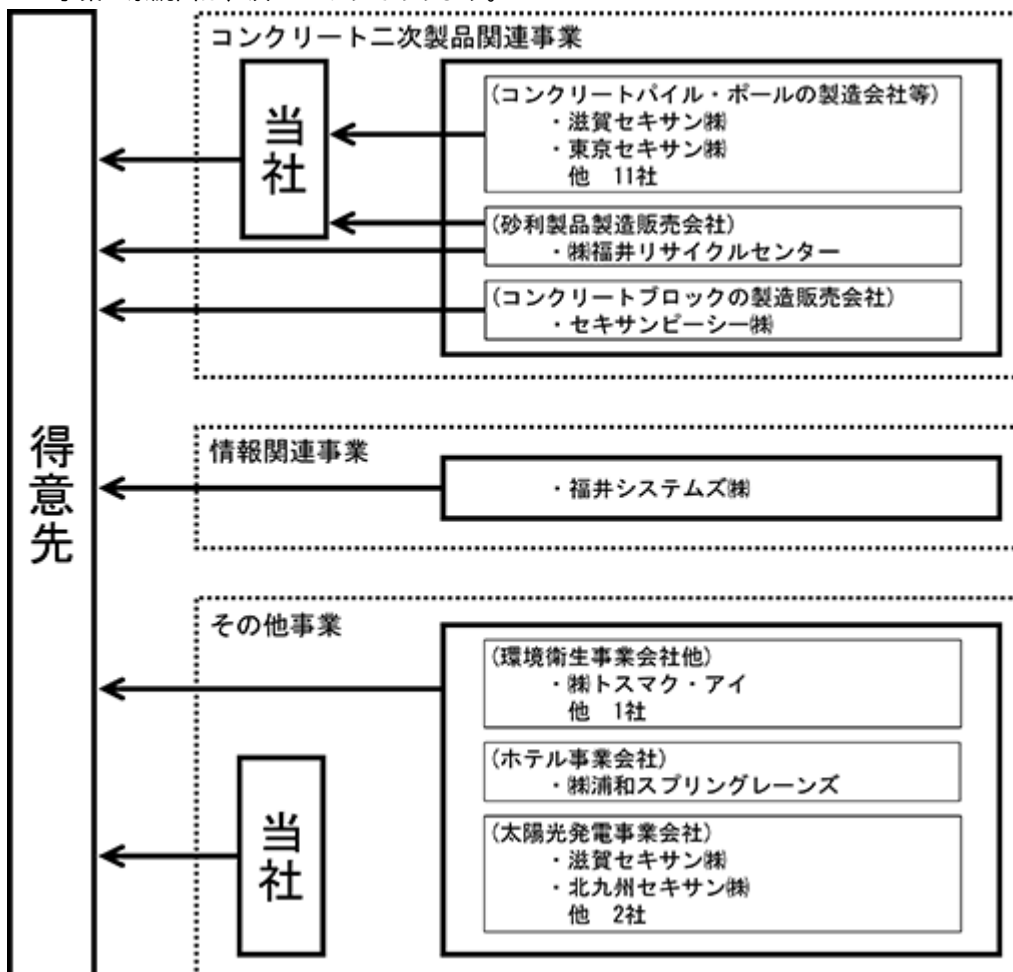 コンクリート二次製品関連事業
当社
(コンクリートパイル・ポールの製造会社等)
・滋賀セキサン㈱
・東京セキサン㈱
他 11社
(砂利製品製造販売会社)
・㈱福井リサイクルセンター
(コンクリートブロックの製造販売会社)
・セキサンピーシー㈱
得意先
情報関連事業
・福井システムズ㈱
その他事業
(環境衛生事業会社他)
・㈱トスマク・アイ
他 1社
(ホテル事業会社)
・㈱浦和スプリングレーンズ
当社
(太陽光発電事業会社)
・滋賀セキサン㈱
・北九州セキサン㈱
他 2社